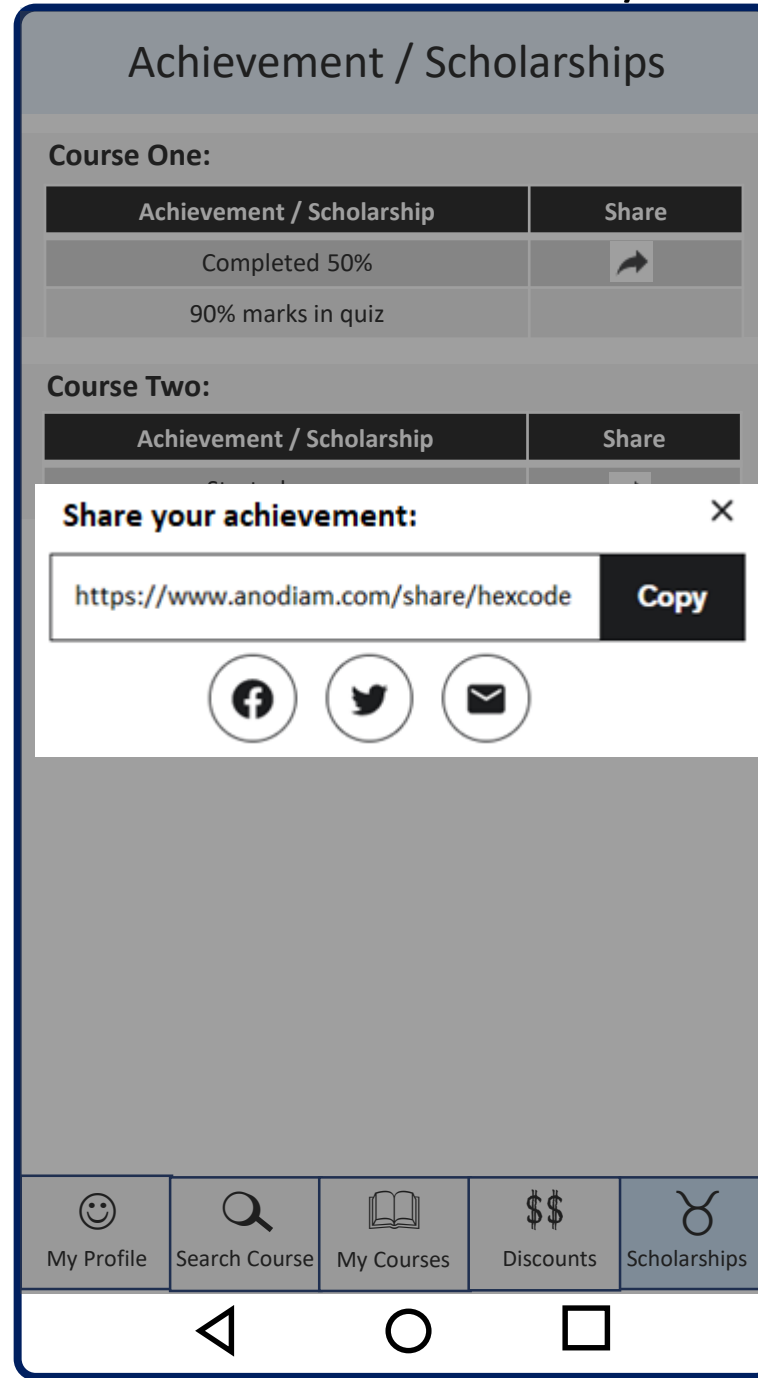 Achievement / Scholarships
Course One:
Achievement / Scholarship Share
Completed 50%
90% marks in quiz
Course Two:
Achievement / Scholarship Share
Share your achievement:
https://www.anodiam.com/share/hexcode Copy
$$
My Profile Search Course My Courses Discounts Scholarships